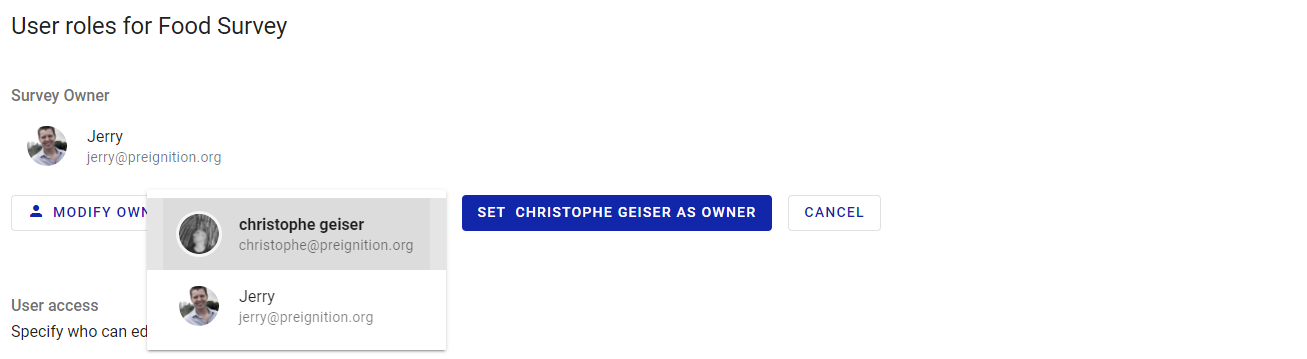 User roles for Food Survey
Survey Owner
Jerry
jerry@preignition.org
MODIFY OWN
christophe geiser
christophe@preignition.org
Jerry
jerry@preignition.org
SET CHRISTOPHE GEISER AS OWNER
CANCEL
User access
Specify who can ed